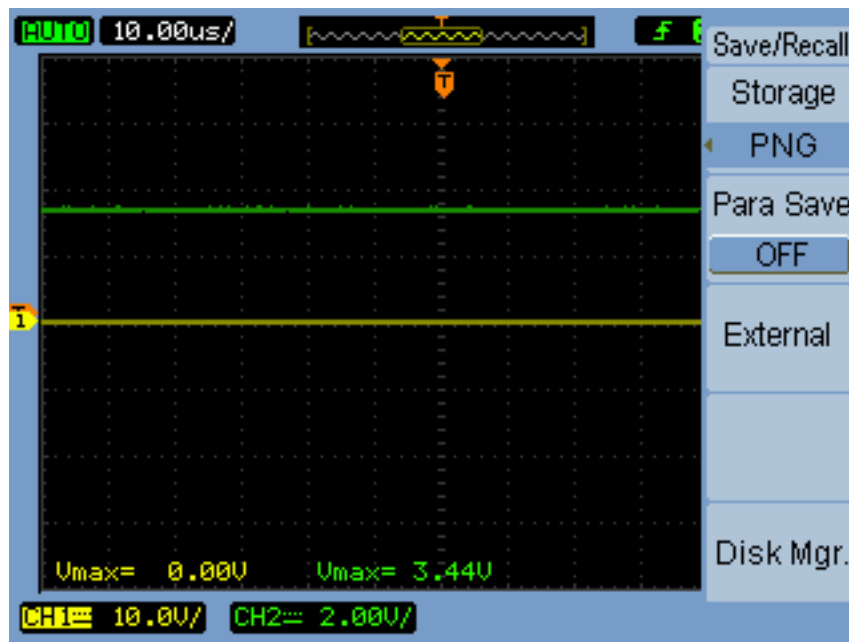 AUTO 10.00us/
Save/Recall
T
Storage
PNG
Para Save
OFF
1
External
Disk Mgr.
Vmax= 0.00V Vmax= 3.44V
CH1 10.0V/ CH2 2.00V/